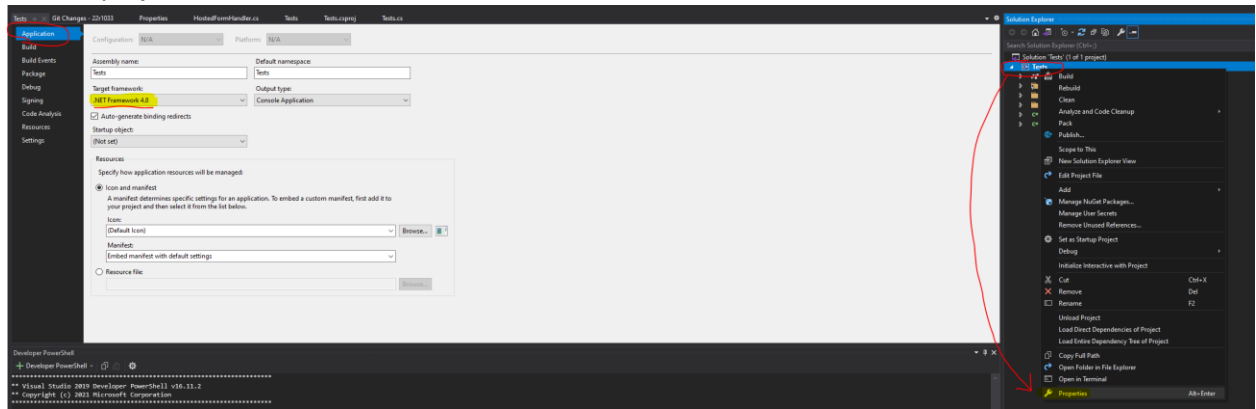 Tests
Git Changes - 22r1033
Properties
HostedFormHandler.cs
Tests
Tests.csproj
Tests.cs
Application
Build
Build Events
Package
Debug
Signing
Code Analysis
Resources
Settings
Configuration: N/A
Platform: N/A
Assembly name:
Default namespace:
Tests
Tests
Target framework:
Output type:
.NET Framework 4.8
Console Application
Auto-generate binding redirects
Startup object:
(Not set)
Resources
Specify how application resources will be managed:
Icon and manifest
A manifest determines specific settings for an application. To embed a custom manifest, first add it to
your project and then select it from the list below.
Icon:
(Default Icon)
Browse...
Manifest:
Embed manifest with default settings
Resource file:
Browse...
Developer PowerShell
+ Developer PowerShell
** Visual Studio 2019 Developer PowerShell v16.11.2
** Copyright (c) 2021 Microsoft Corporation
Solution Explorer
Search Solution Explorer (Ctrl+;)
Solution 'Tests' (1 of 1 project)
Tests
Build
Rebuild
Clean
Analyze and Code Cleanup
Pack
Publish...
Scope to This
New Solution Explorer View
Edit Project File
Add
Manage NuGet Packages...
Manage User Secrets
Remove Unused References...
Set as Startup Project
Debug
Initialize Interactive with Project
Cut Ctrl+X
Remove Del
Rename F2
Unload Project
Load Direct Dependencies of Project
Load Entire Dependency Tree of Project
Copy Full Path
Open Folder in File Explorer
Open in Terminal
Properties Alt+Enter